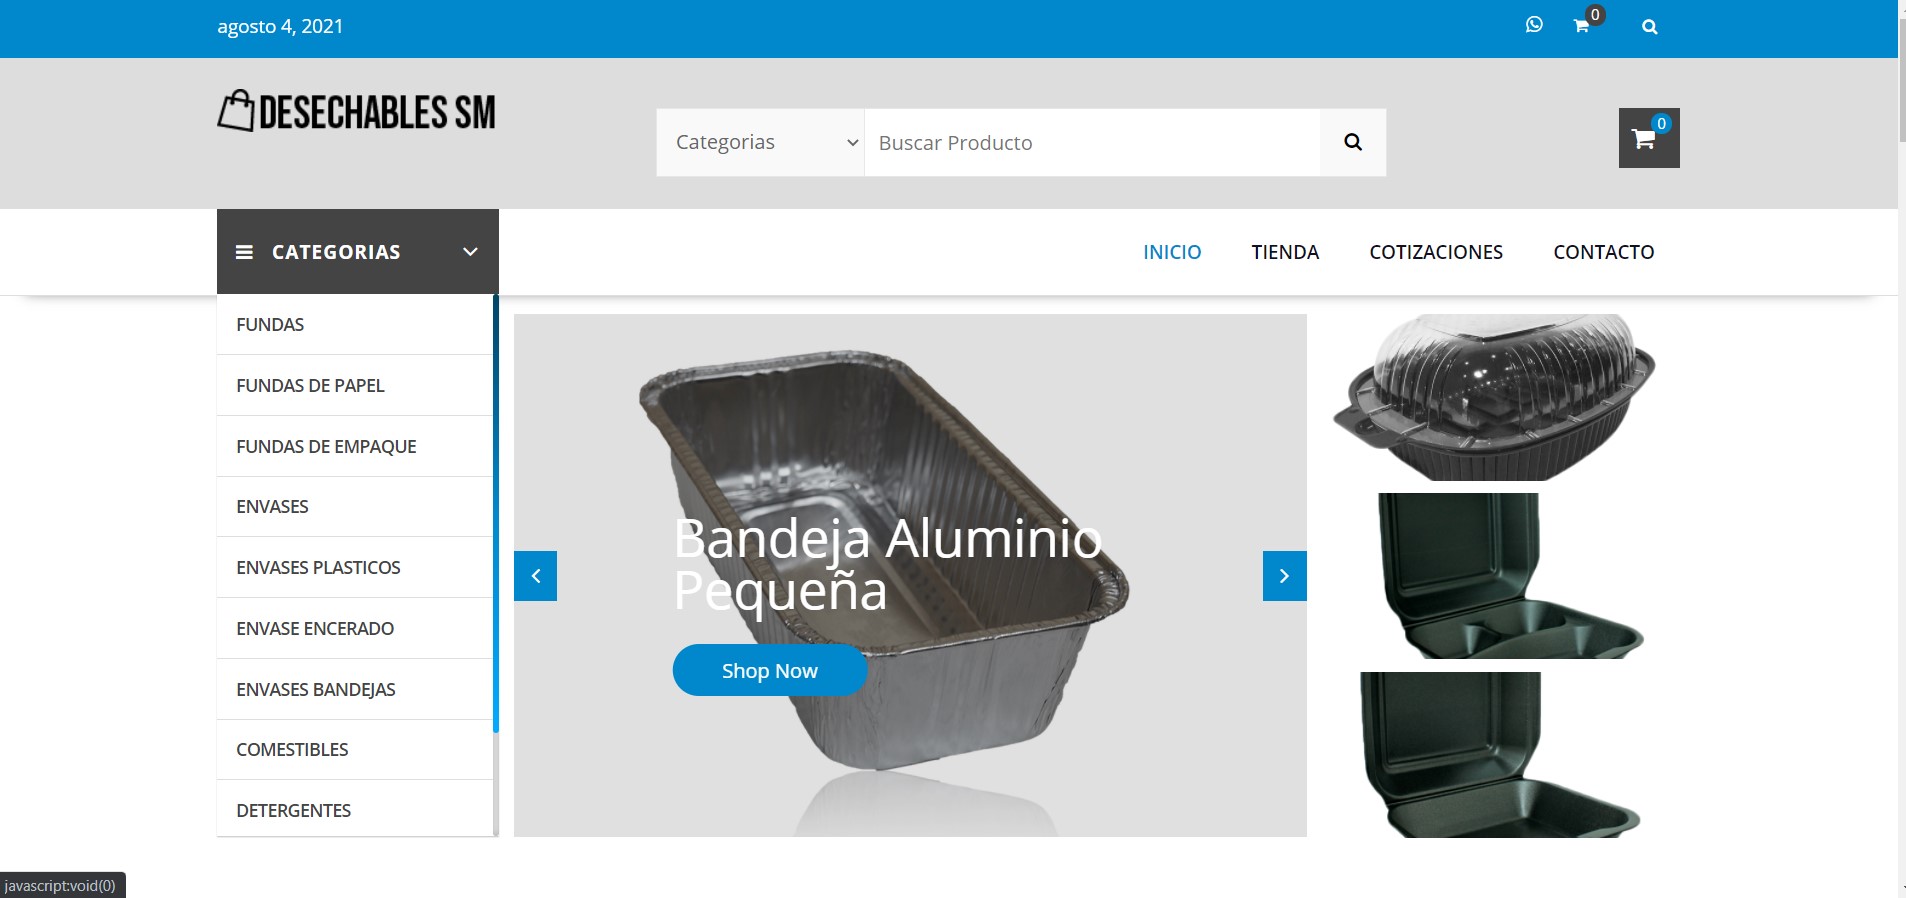 agosto 4, 2021
0
DESECHABLES SM
Categorias
Buscar Producto
0
CATEGORIAS
INICIO
TIENDA
COTIZACIONES
CONTACTO
FUNDAS
FUNDAS DE PAPEL
FUNDAS DE EMPAQUE
ENVASES
ENVASES PLASTICOS
ENVASE ENCERADO
ENVASES BANDEJAS
COMESTIBLES
DETERGENTES
Bandeja Aluminio
Pequeña
Shop Now
javascript:void(0)